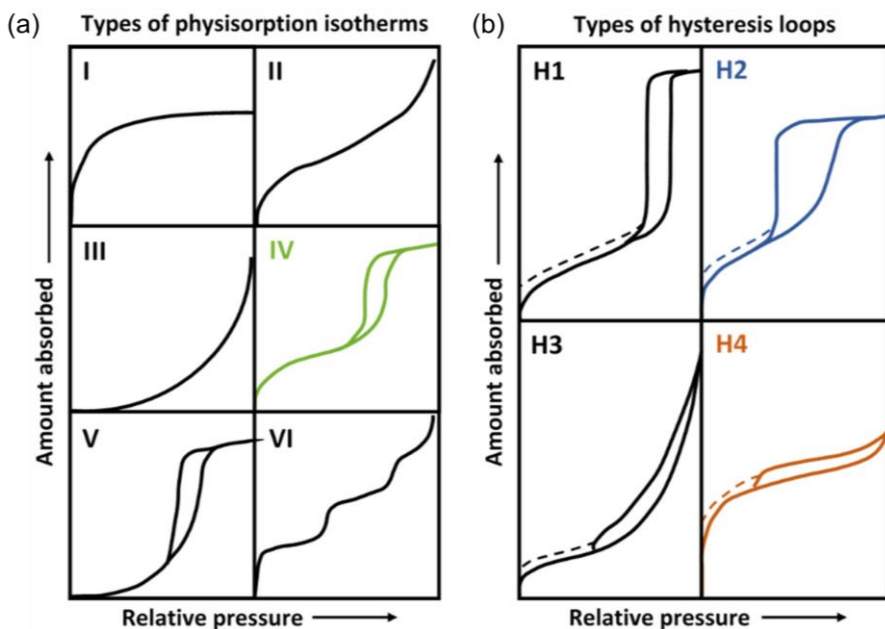 (a) Types of physisorption isotherms
I II
III IV
V VI
Amount absorbed
Relative pressure
(b) Types of hysteresis loops
H1 H2
H3 H4
Amount absorbed
Relative pressure